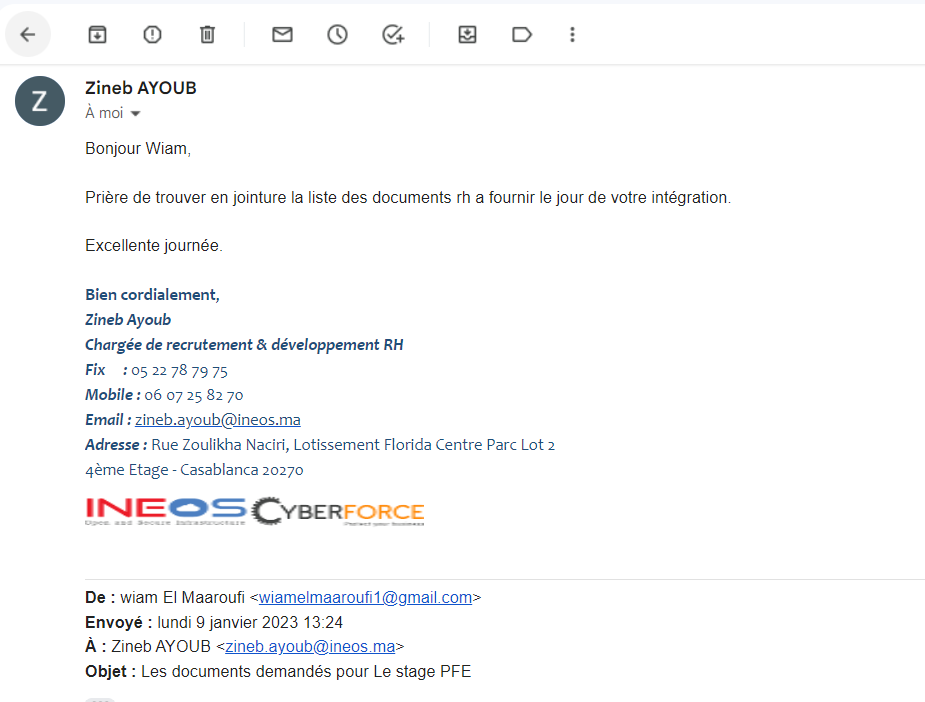 Z
Zineb AYOUB
À moi
Bonjour Wiam,
Prière de trouver en jointure la liste des documents rh a fournir le jour de votre intégration.
Excellente journée.
Bien cordialement,
Zineb Ayoub
Chargée de recrutement & développement RH
Fix : 05 22 78 79 75
Mobile : 06 07 25 82 70
Email : zineb.ayoub@ineos.ma
Adresse : Rue Zoulikha Naciri, Lotissement Florida Centre Parc Lot 2
4ème Etage - Casablanca 20270
INEOS CYBERFORCE
Open and Secure Infrastructure Protect your business
De : wiam El Maaroufi <wiamelmaaroufi1@gmail.com>
Envoyé : lundi 9 janvier 2023 13:24
À : Zineb AYOUB <zineb.ayoub@ineos.ma>
Objet : Les documents demandés pour Le stage PFE